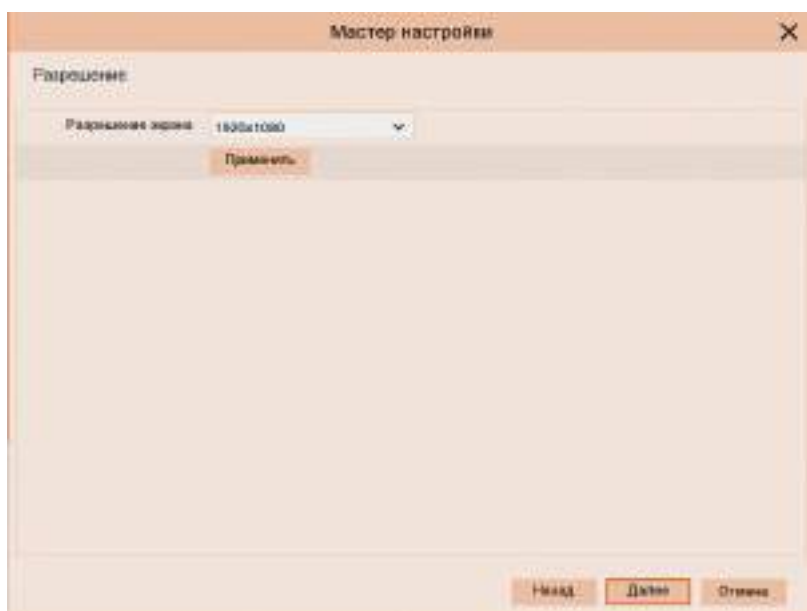 Мастер настройки
Разрешение
Разрешение экрана 1920x1080
Применить
Назад Далее Отмена